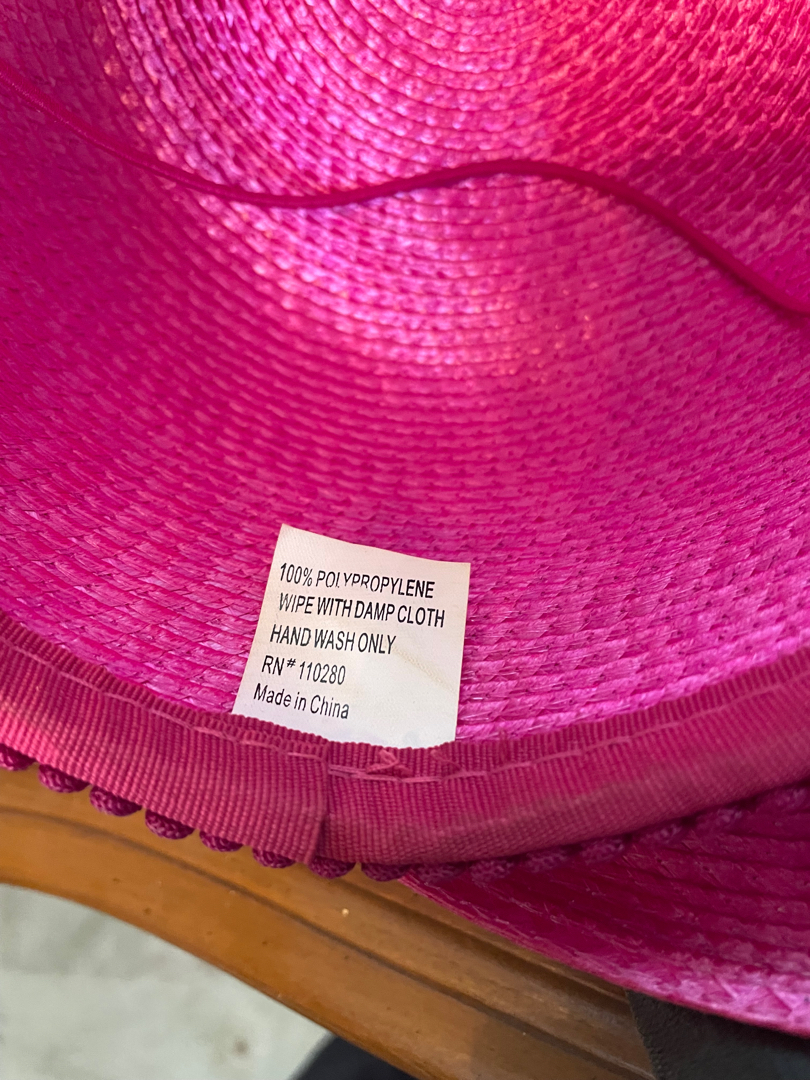 100% POLYPROPYLENE
WIPE WITH DAMP CLOTH
HAND WASH ONLY
RN# 110280
Made in China